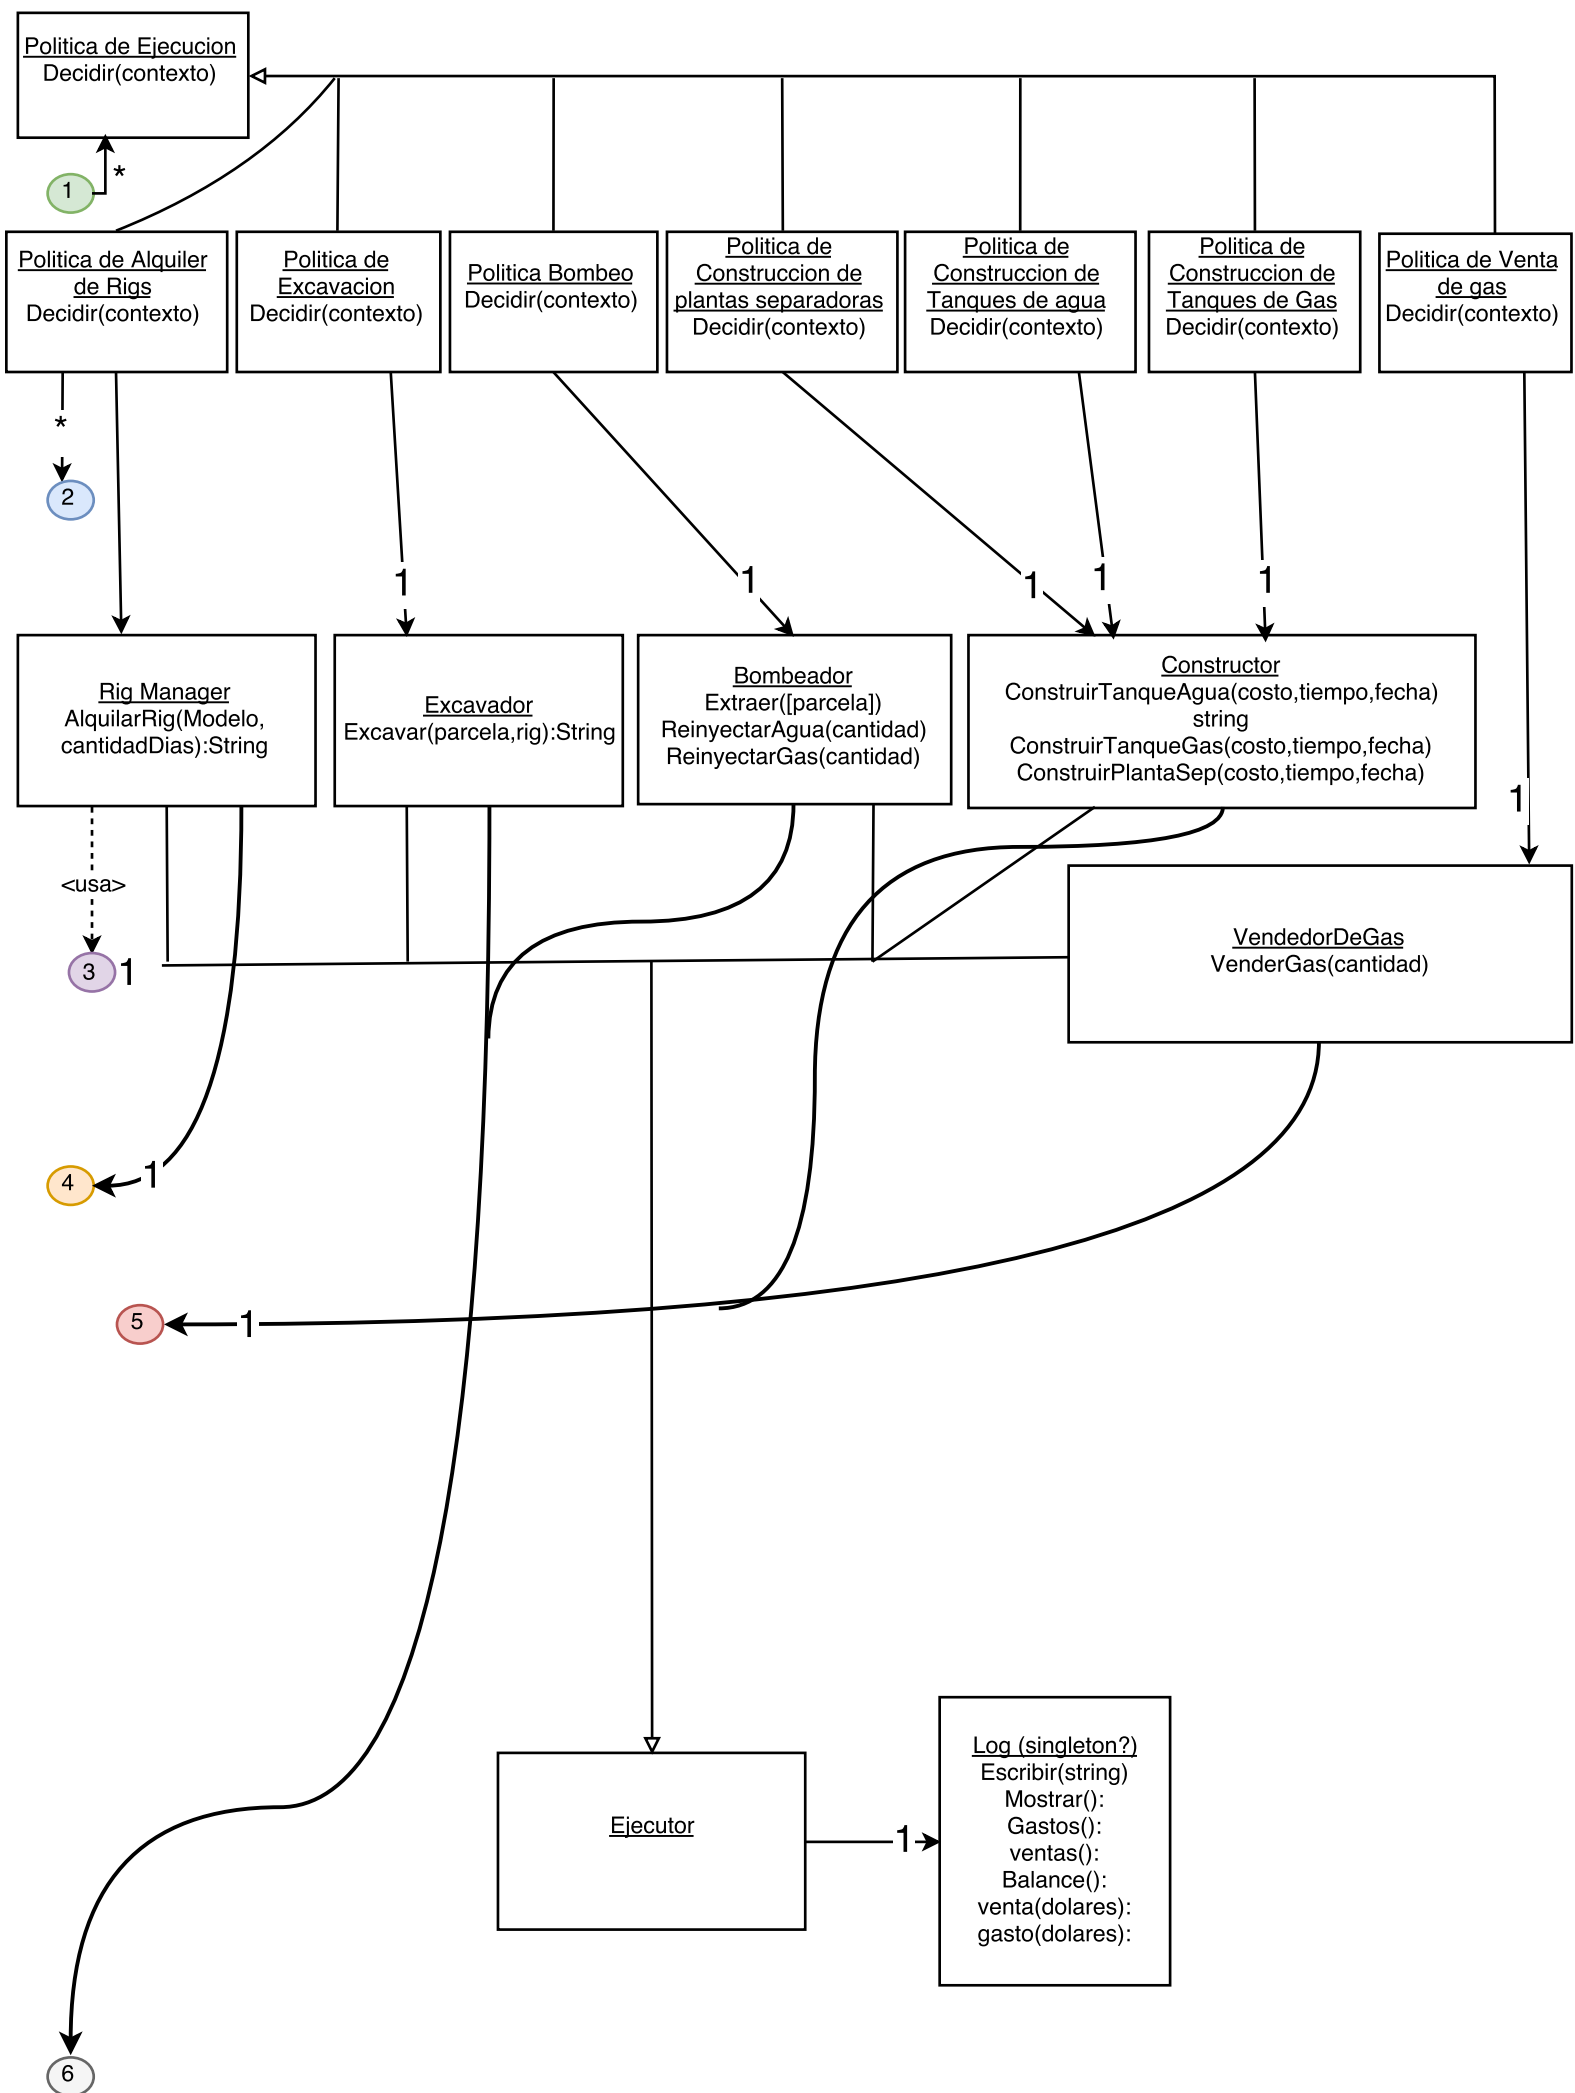 Politica de Ejecucion
Decidir(contexto)
1
*
Politica de Alquiler
de Rigs
Decidir(contexto)
Politica de
Excavacion
Decidir(contexto)
Politica Bombeo
Decidir(contexto)
Politica de
Construccion de
plantas separadoras
Decidir(contexto)
Politica de
Construccion de
Tanques de agua
Decidir(contexto)
Politica de
Construccion de
Tanques de Gas
Decidir(contexto)
Politica de Venta
de gas
Decidir(contexto)
*
2
1
1
1
1
1
Rig Manager
AlquilarRig(Modelo,
cantidadDias):String
Excavador
Excavar(parcela,rig):String
Bombeador
Extraer([parcela])
ReinyectarAgua(cantidad)
ReinyectarGas(cantidad)
Constructor
ConstruirTanqueAgua(costo,tiempo,fecha)
string
ConstruirTanqueGas(costo,tiempo,fecha)
ConstruirPlantaSep(costo,tiempo,fecha)
1
<usa>
3
1
VendedorDeGas
VenderGas(cantidad)
4
1
5
1
Ejecutor
1
Log (singleton?)
Escribir(string)
Mostrar():
Gastos():
ventas():
Balance():
venta(dolares):
gasto(dolares):
6